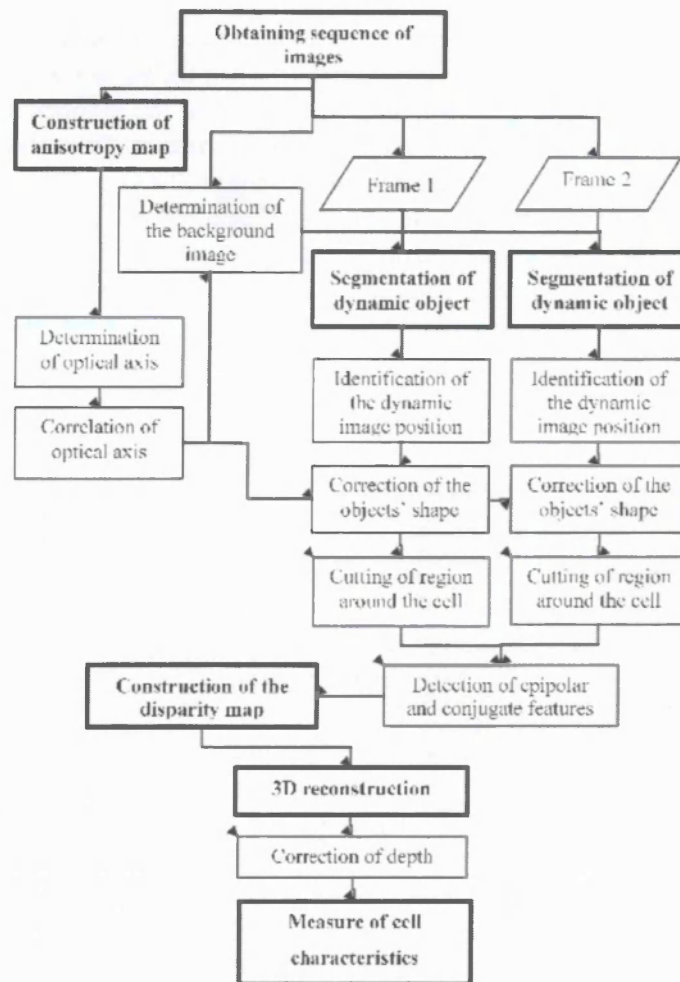 Obtaining sequence of
images
Construction of
anisotropy map
Frame 1
Frame 2
Determination of
the background
image
Segmentation of
dynamic object
Segmentation of
dynamic object
Determination
of optical axis
Identification of
the dynamic
image position
Identification of
the dynamic
image position
Correlation of
optical axis
Correction of the
objects' shape
Correction of the
objects' shape
Cutting of region
around the cell
Cutting of region
around the cell
Construction of the
disparity map
Detection of epipolar
and conjugate features
3D reconstruction
Correction of depth
Measure of cell
characteristics